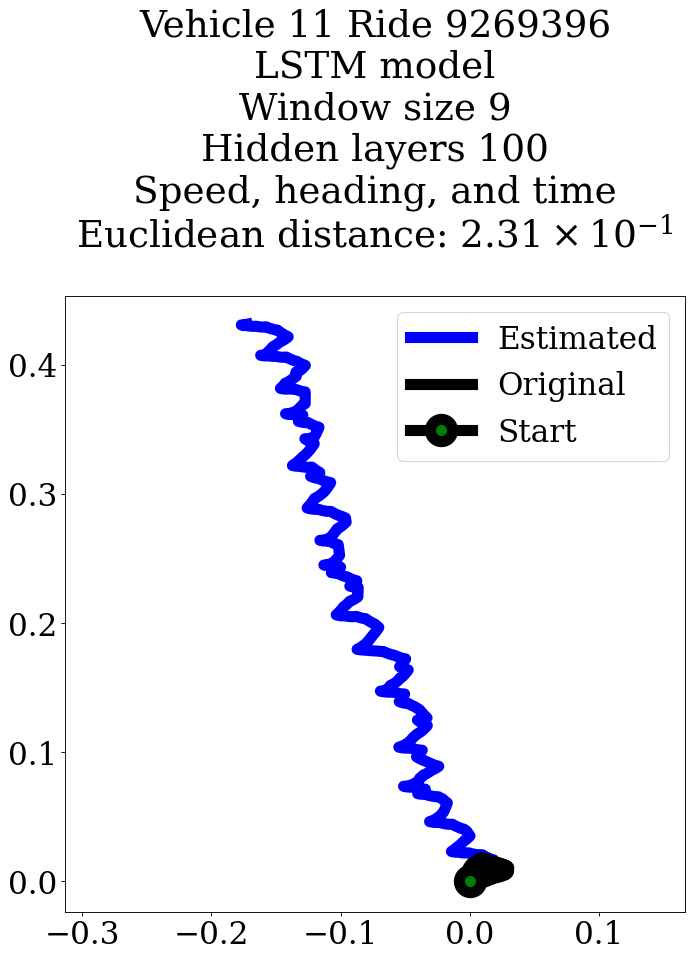 Vehicle 11 Ride 9269396
LSTM model
Window size 9
Hidden layers 100
Speed, heading, and time
Euclidean distance: 2.31 × 10⁻¹
Estimated
Original
Start
0.4
0.3
0.2
0.1
0.0
−0.3 −0.2 −0.1 0.0 0.1